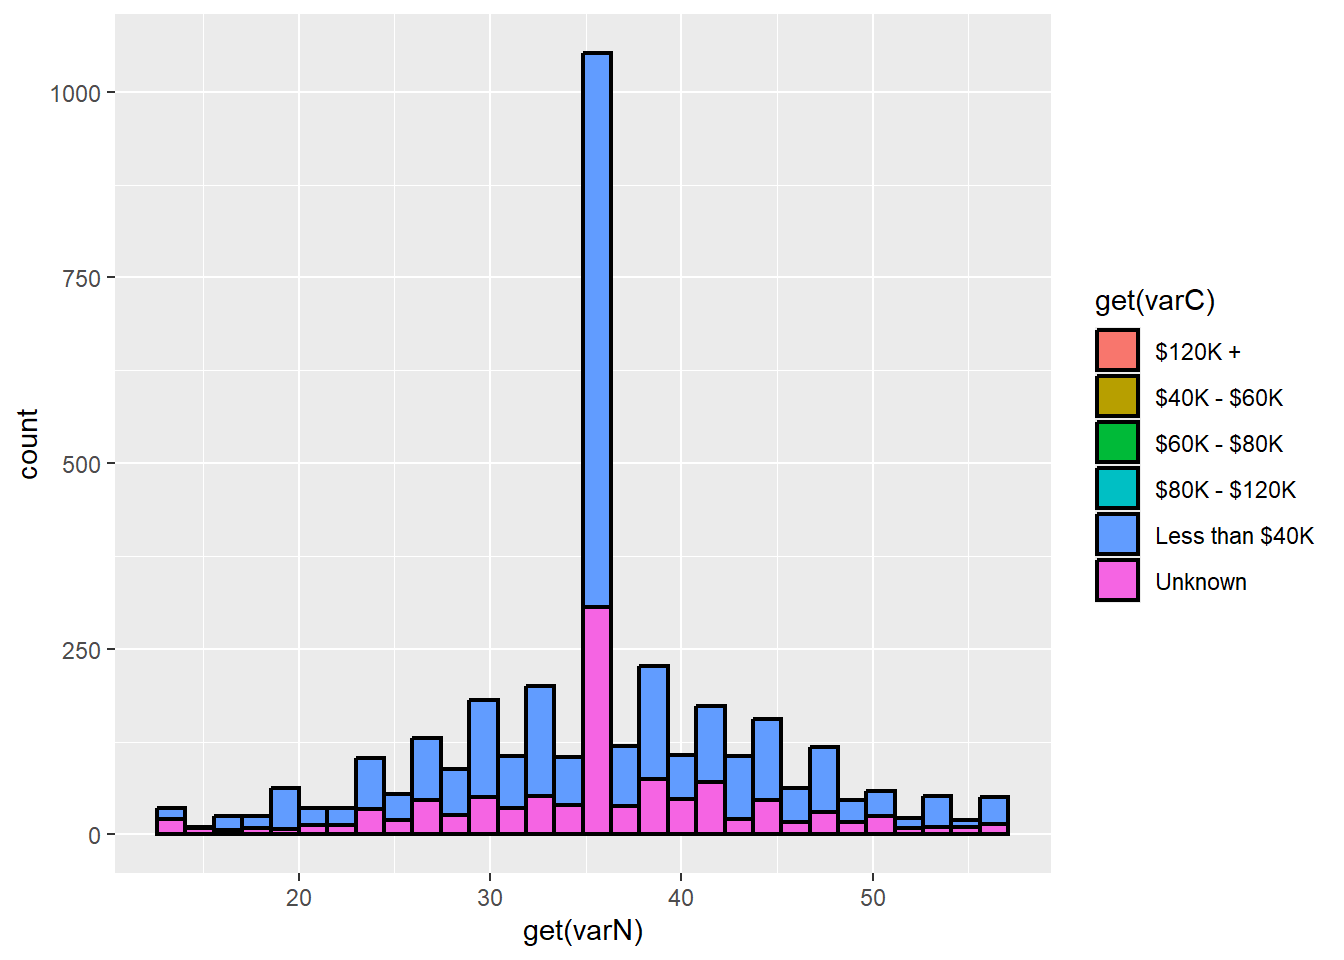 1000
750
500
250
0
count
20 30 40 50
get(varN)
get(varC)
$120K +
$40K - $60K
$60K - $80K
$80K - $120K
Less than $40K
Unknown